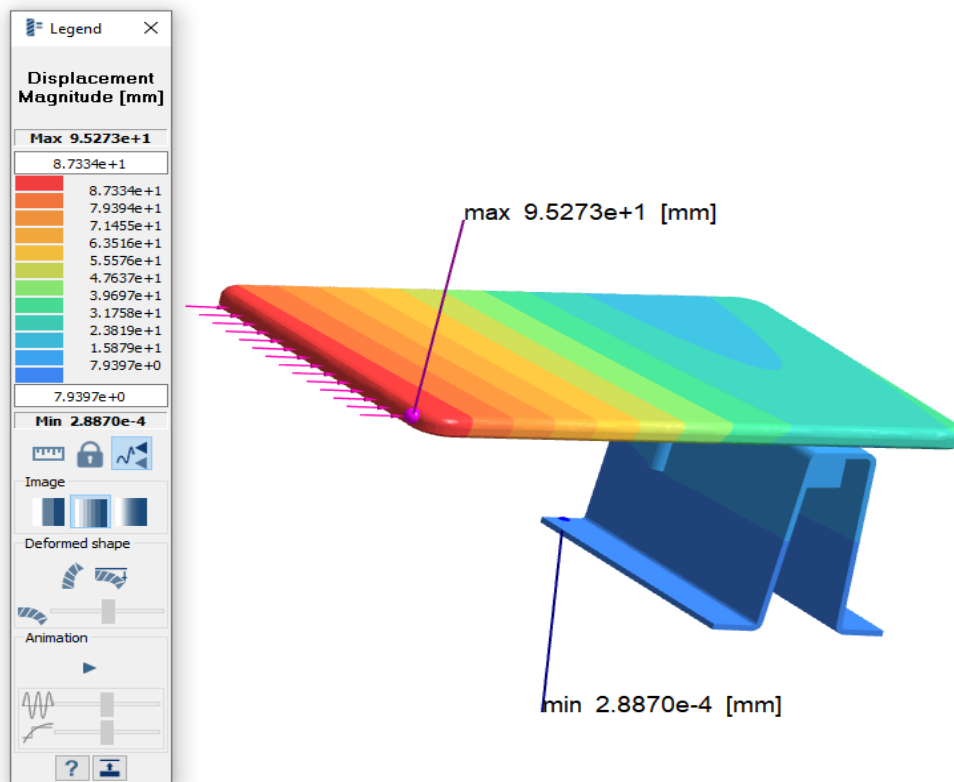 Legend
Displacement
Magnitude [mm]
Max 9.5273e+1
8.7334e+1
8.7334e+1
7.9394e+1
7.1455e+1
6.3516e+1
5.5576e+1
4.7637e+1
3.9697e+1
3.1758e+1
2.3819e+1
1.5879e+1
7.9397e+0
7.9397e+0
Min 2.8870e-4
Image
Deformed shape
Animation
?
max 9.5273e+1 [mm]
min 2.8870e-4 [mm]